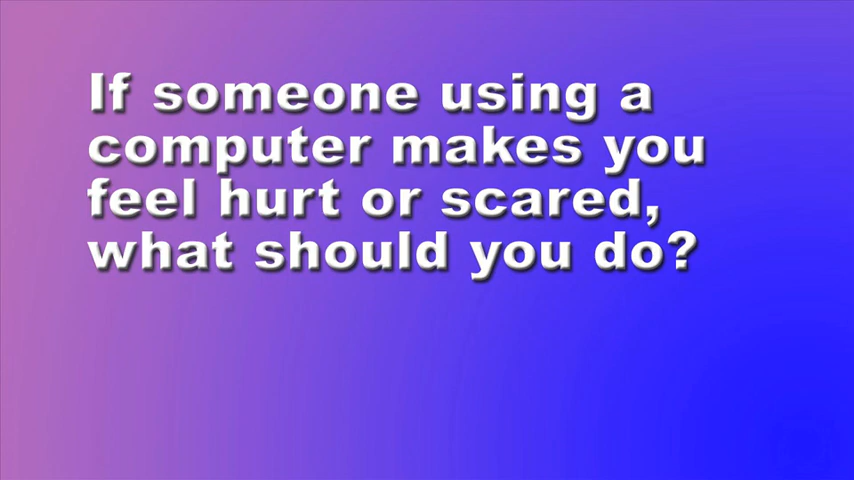 If someone using a
computer makes you
feel hurt or scared,
what should you do?